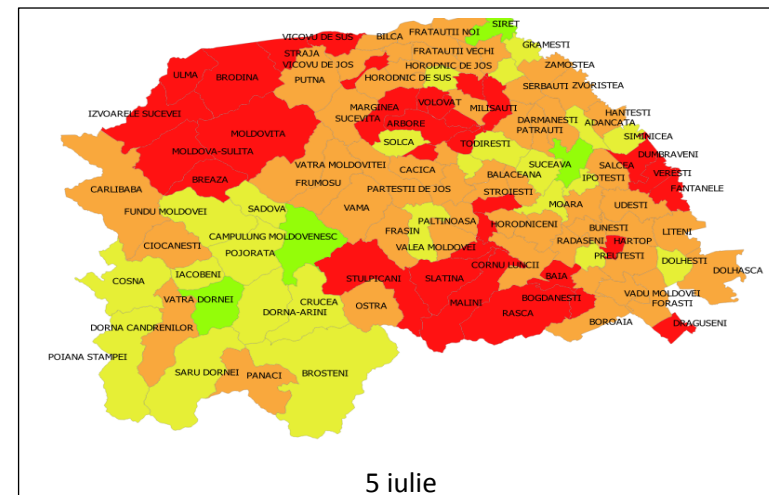 SIRET
FRATAUTII NOI
VICOVU DE SUS
BILCA
GRAMESTI
STRAJA
FRATAUTII VECHI
VICOVU DE JOS
HORODNIC DE JOS
ZAMOSTEA
ULMA
BRODINA
PUTNA
HORODNIC DE SUS
SERBAUTI
ZVORISTEA
IZVOARELE SUCEVEI
MARGINEA
VOLOVAT
MILISAUTI
HANTESTI
SUCEVITA
ARBORE
DARMANESTI
ADANCATA
MOLDOVITA
PATRAUTI
SIMINICEA
SOLCA
TODIRESTI
DUMBRAVENI
MOLDOVA-SULITA
VATRA MOLDOVITEI
CACICA
SUCEAVA
SALCEA
VERESTI
BREAZA
BALACEANA
IPOTESTI
CARLIBABA
FRUMOSU
PARTESTII DE JOS
STROIESTI
FANTANELE
FUNDU MOLDOVEI
SADOVA
VAMA
MOARA
UDESTI
PALTINOASA
CAMPULUNG MOLDOVENESC
FRASIN
HORODNICENI
BUNESTI
LITENI
CIOCANESTI
VALEA MOLDOVEI
RADASENI
HARTOP
POJORATA
PREUTESTI
DOLHESTI
IACOBENI
CORNU LUNCII
BAIA
DOLHASCA
COSNA
STULPICANI
SLATINA
VATRA DORNEI
CRUCEA
MALINI
BOGDANESTI
VADU MOLDOVEI
DORNA-ARINI
OSTRA
RASCA
FORASTI
DORNA CANDRENILOR
BOROAIA
DRAGUSENI
POIANA STAMPEI
SARU DORNEI
PANACI
BROSTENI
5 iulie